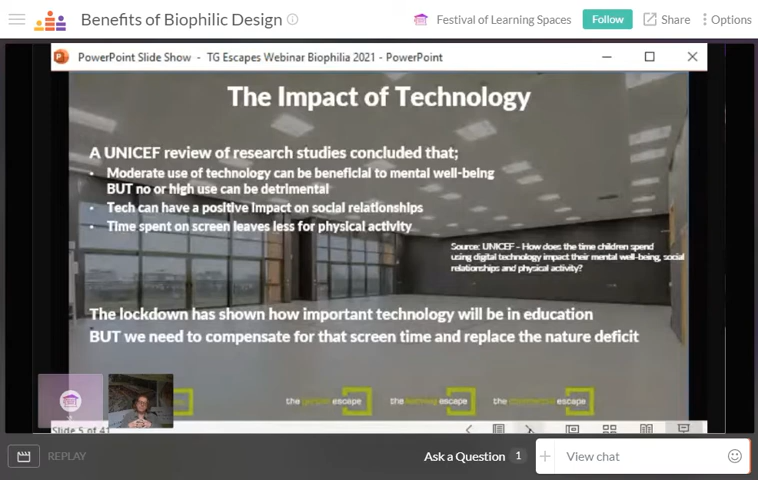 Benefits of Biophilic Design
Festival of Learning Spaces
Follow
Share
Options
PowerPoint Slide Show - TG Escapes Webinar Biophilia 2021 - PowerPoint
The Impact of Technology
A UNICEF review of research studies concluded that;
• Moderate use of technology can be beneficial to mental well-being
BUT no or high use can be detrimental
• Tech can have a positive impact on social relationships
• Time spent on screen leaves less for physical activity
Source: UNICEF - How does the time children spend
using digital technology impact their mental well-being, social
relationships and physical activity?
The lockdown has shown how important technology will be in education
BUT we need to compensate for that screen time and replace the nature deficit
the garden escape
the learning escape
the commercial escape
Slide 5 of 41
REPLAY
Ask a Question 1
View chat